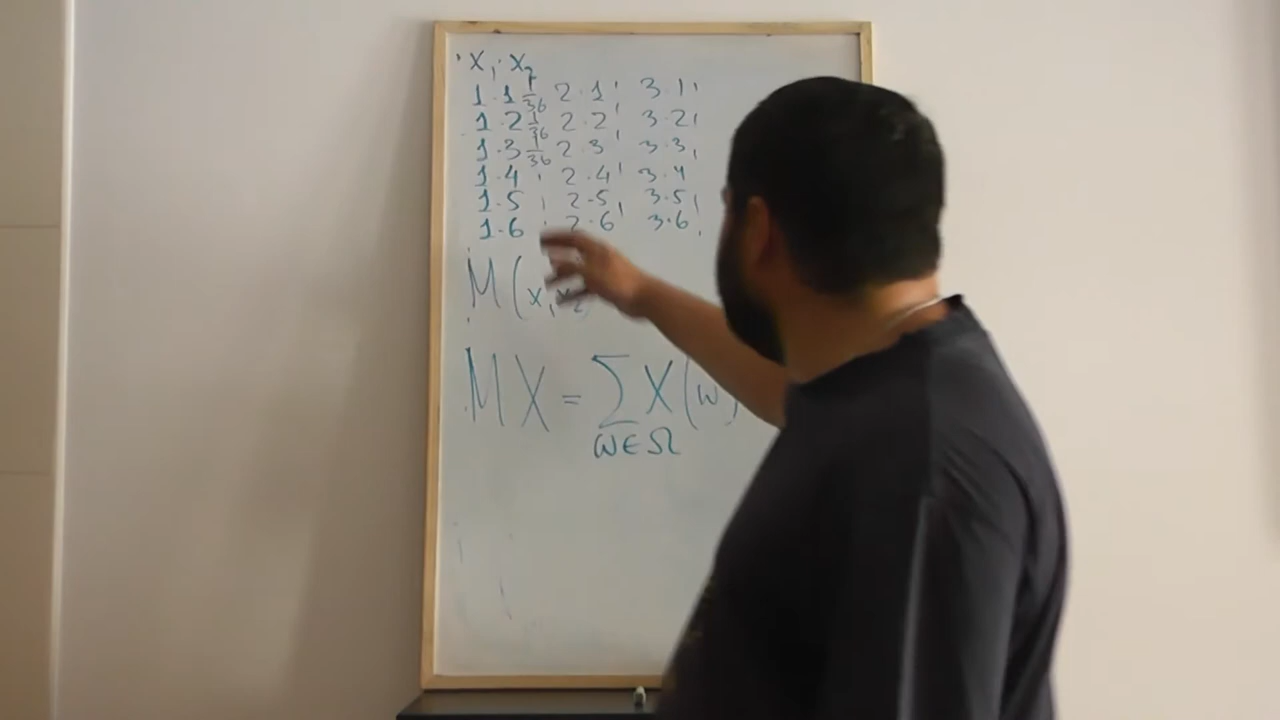 X₁ · X₂
1·1 1/36 2·1 3·1
1·2 1/36 2·2 3·2
1·3 1/36 2·3 3·3
1·4 2·4 3·4
1·5 2·5 3·5
1·6 2·6 3·6
M(x₁x₂
MX = ∑ X(ω)
ω∈Ω